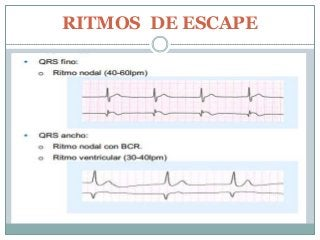 RITMOS DE ESCAPE
QRS fino:
Ritmo nodal (40-60lpm)
QRS ancho:
Ritmo nodal con BCR.
Ritmo ventricular (30-40lpm)